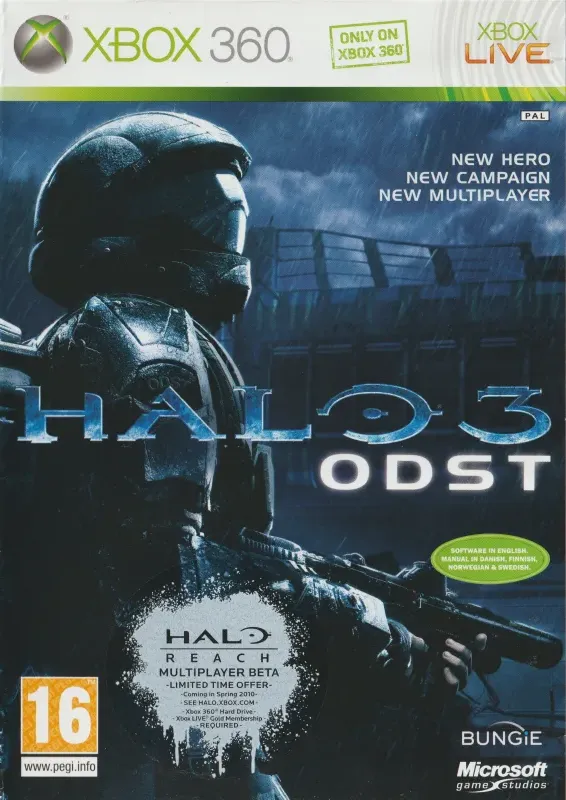 XBOX 360
ONLY ON
XBOX 360
XBOX
LIVE
PAL
NEW HERO
NEW CAMPAIGN
NEW MULTIPLAYER
ODST
HALO 3
ODST
SOFTWARE IN ENGLISH.
MANUAL IN DANISH, FINNISH,
NORWEGIAN & SWEDISH.
HALO
REACH
MULTIPLAYER BETA
-LIMITED TIME OFFER-
-Coming in Spring 2010-
-SEE HALO.XBOX.COM-
-Xbox 360® Hard Drive-
Xbox LIVE® Gold Membership
-REQUIRED-
16
www.pegi.info
BUNGiE
Microsoft
game studios